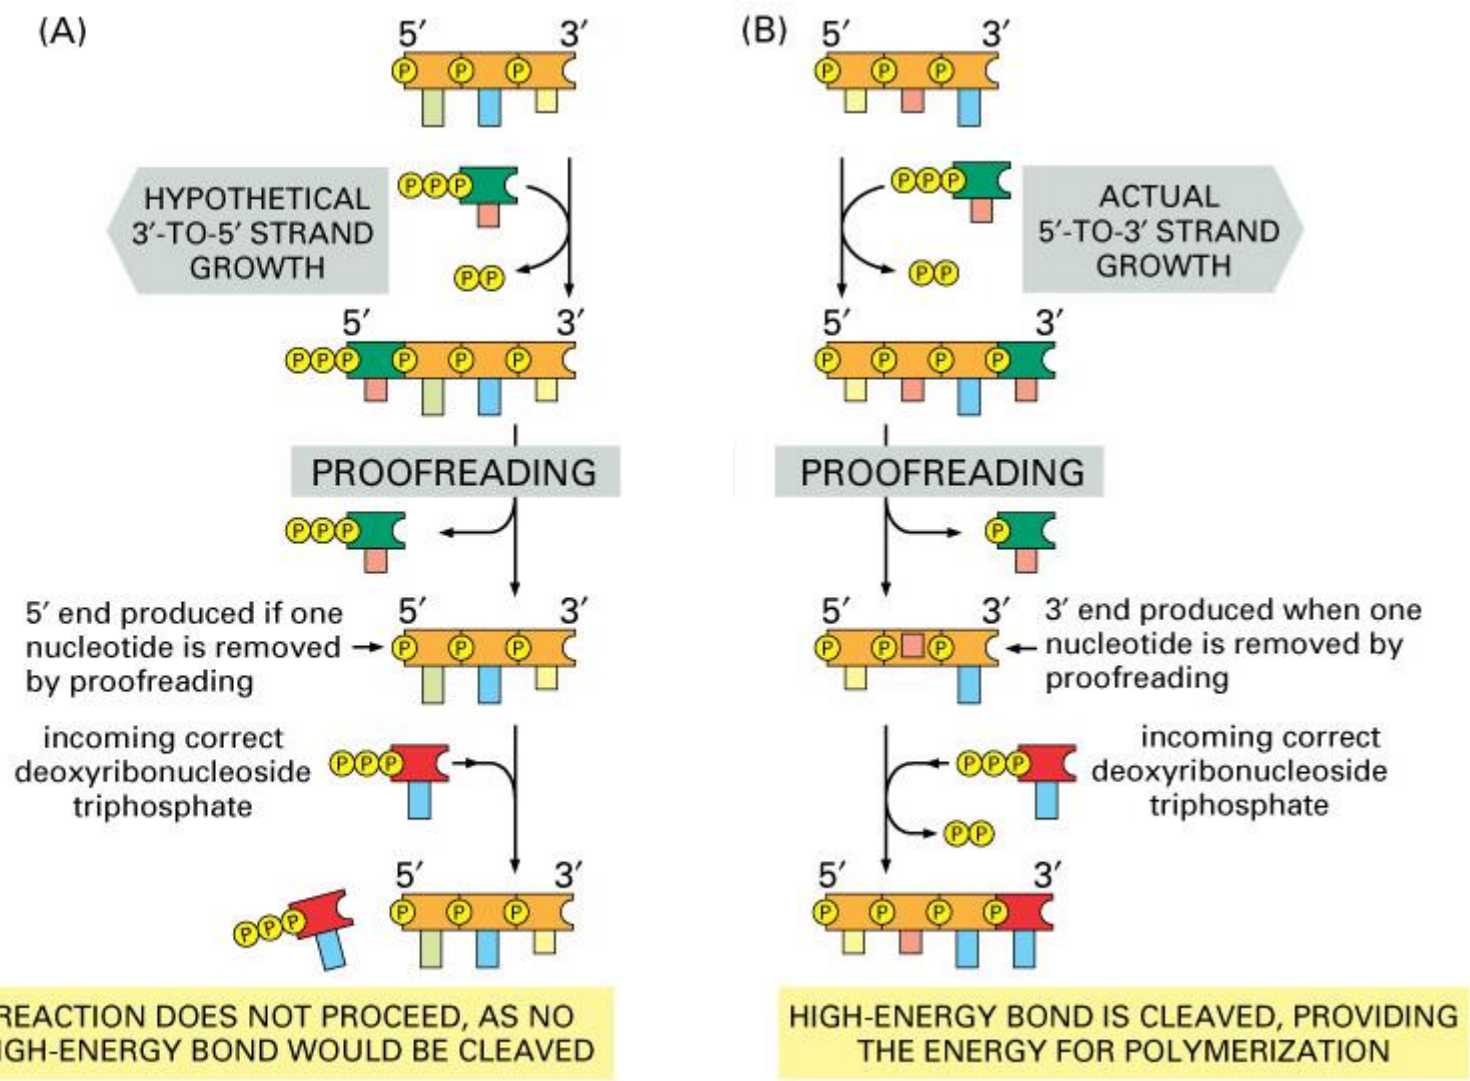 (A)
5′ 3′
P P P
HYPOTHETICAL
3′-TO-5′ STRAND
GROWTH
P P P
P P
5′ 3′
P P P P P P
PROOFREADING
P P P
5′ end produced if one
nucleotide is removed
by proofreading
5′ 3′
P P P
incoming correct
deoxyribonucleoside
triphosphate
P P P
5′ 3′
P P P
P P P
REACTION DOES NOT PROCEED, AS NO
IGH-ENERGY BOND WOULD BE CLEAVED
(B)
5′ 3′
P P P
P P P
ACTUAL
5′-TO-3′ STRAND
GROWTH
P P
5′ 3′
P P P P
PROOFREADING
P
5′ 3′
P P P
3′ end produced when one
nucleotide is removed by
proofreading
P P P
incoming correct
deoxyribonucleoside
triphosphate
P P
5′ 3′
P P P P
HIGH-ENERGY BOND IS CLEAVED, PROVIDING
THE ENERGY FOR POLYMERIZATION